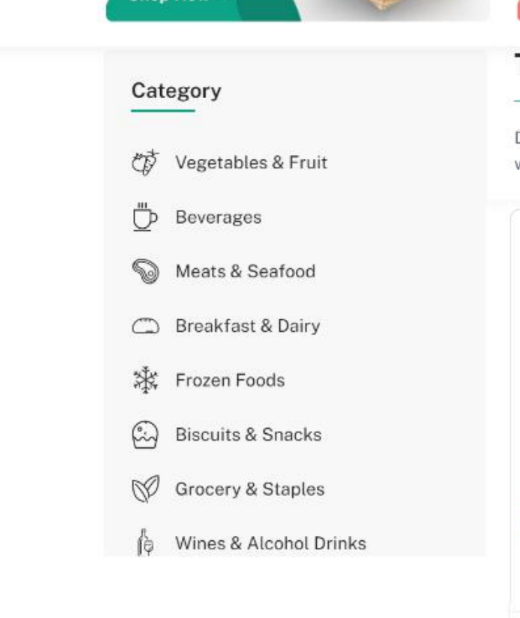 Category
Vegetables & Fruit
Beverages
Meats & Seafood
Breakfast & Dairy
Frozen Foods
Biscuits & Snacks
Grocery & Staples
Wines & Alcohol Drinks